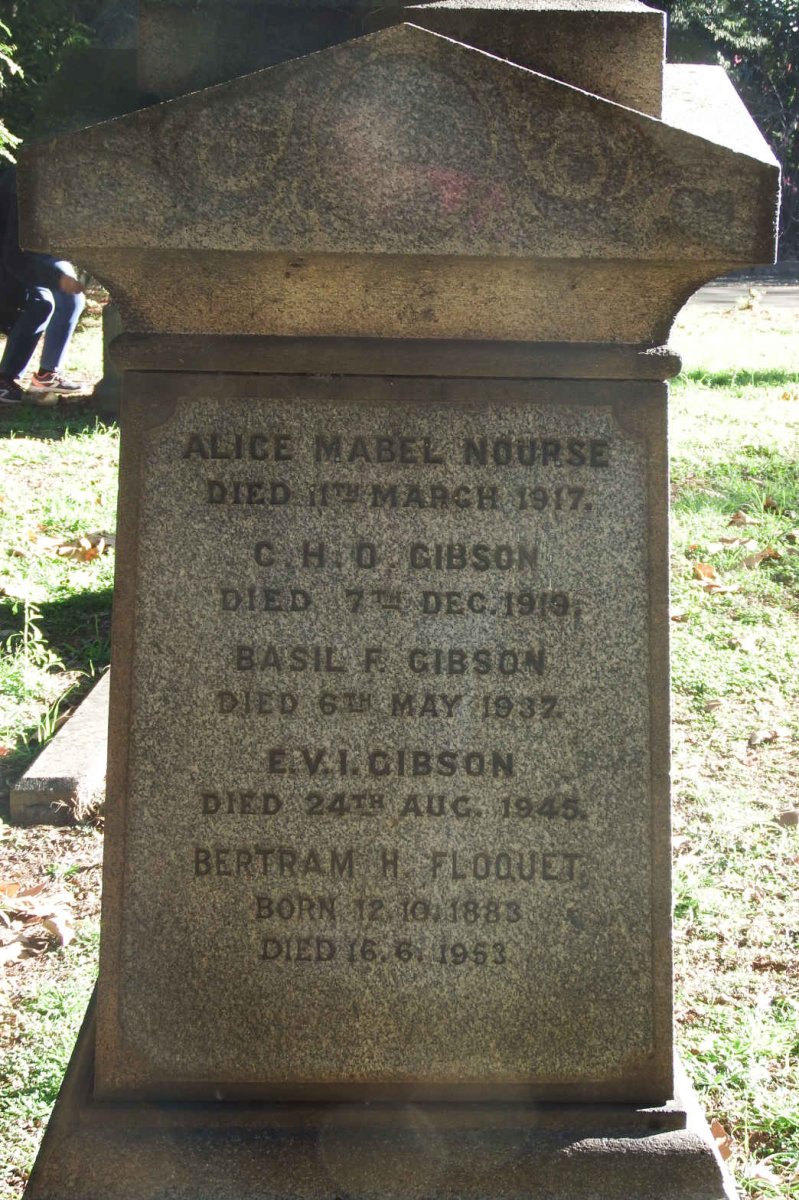 ALICE MABEL NOURSE
DIED 11TH MARCH 1917.
C. H. O. GIBSON
DIED 7TH DEC. 1919.
BASIL F. GIBSON
DIED 6TH MAY 1937.
E. V. I. GIBSON
DIED 24TH AUG. 1945.
BERTRAM H. FLOQUET
BORN 12.10.1883
DIED 16.6.1953